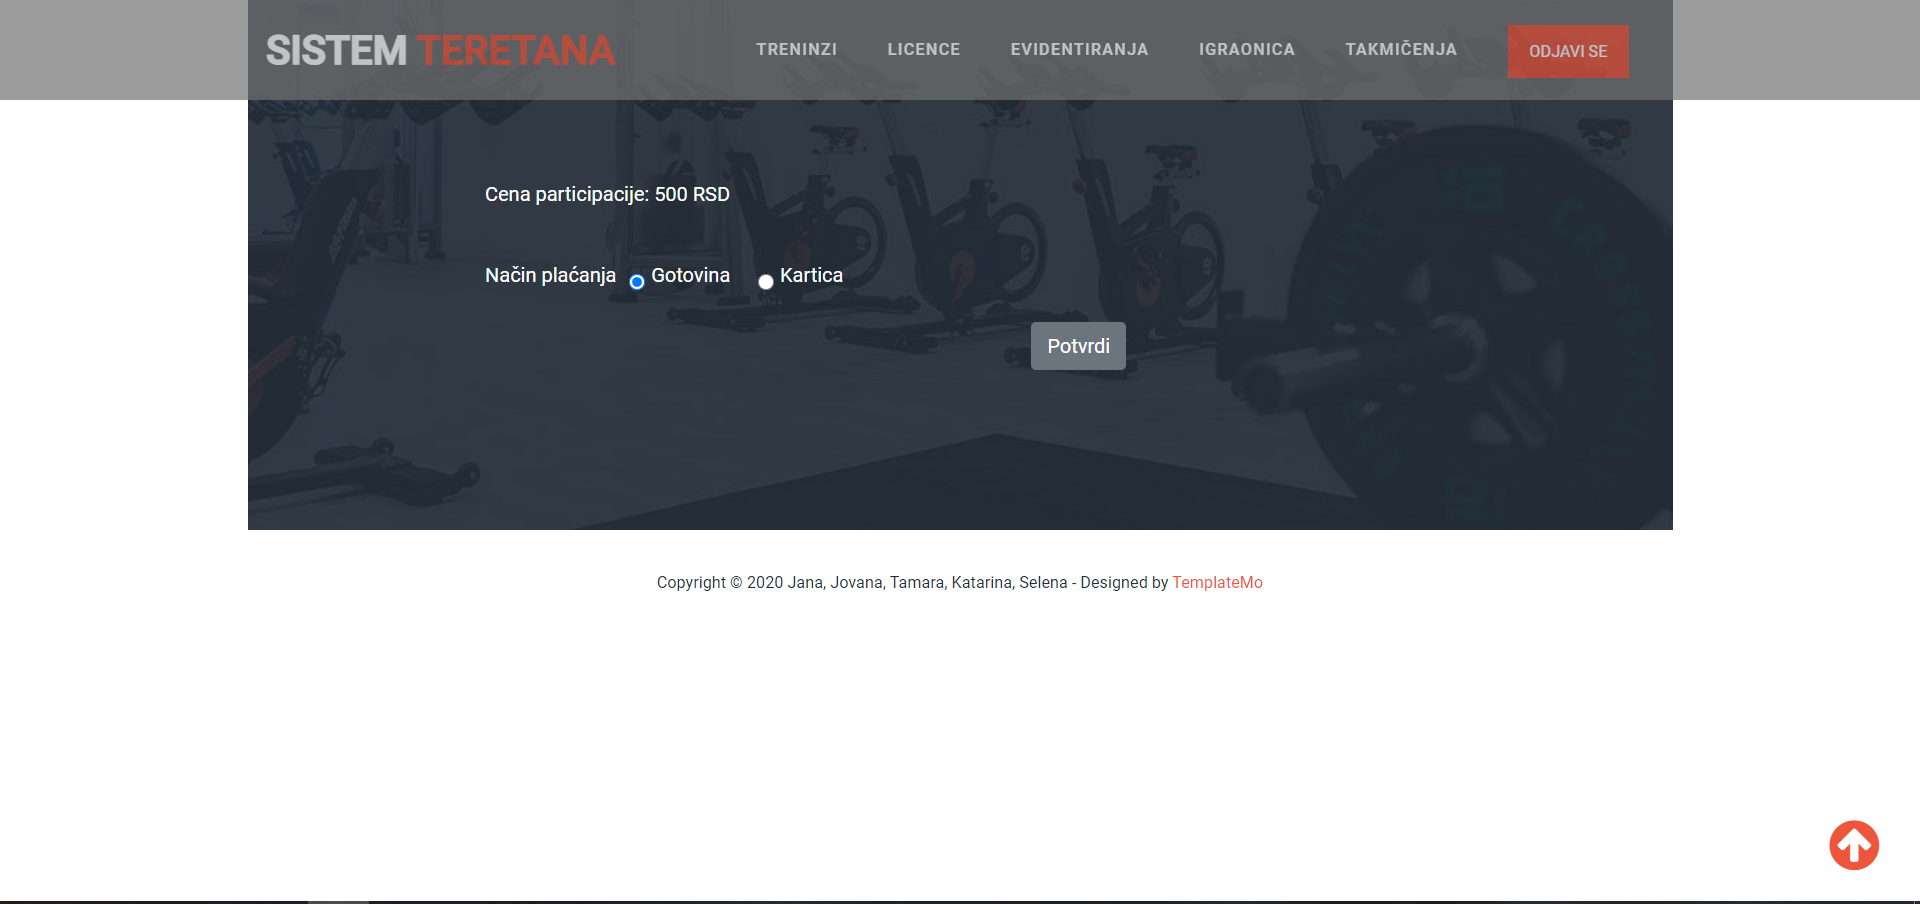 SISTEM TERETANA
TRENINZI LICENCE EVIDENTIRANJA IGRAONICA TAKMIČENJA ODJAVI SE
Cena participacije: 500 RSD
Način plaćanja Gotovina Kartica
Potvrdi
Copyright © 2020 Jana, Jovana, Tamara, Katarina, Selena - Designed by TemplateMo